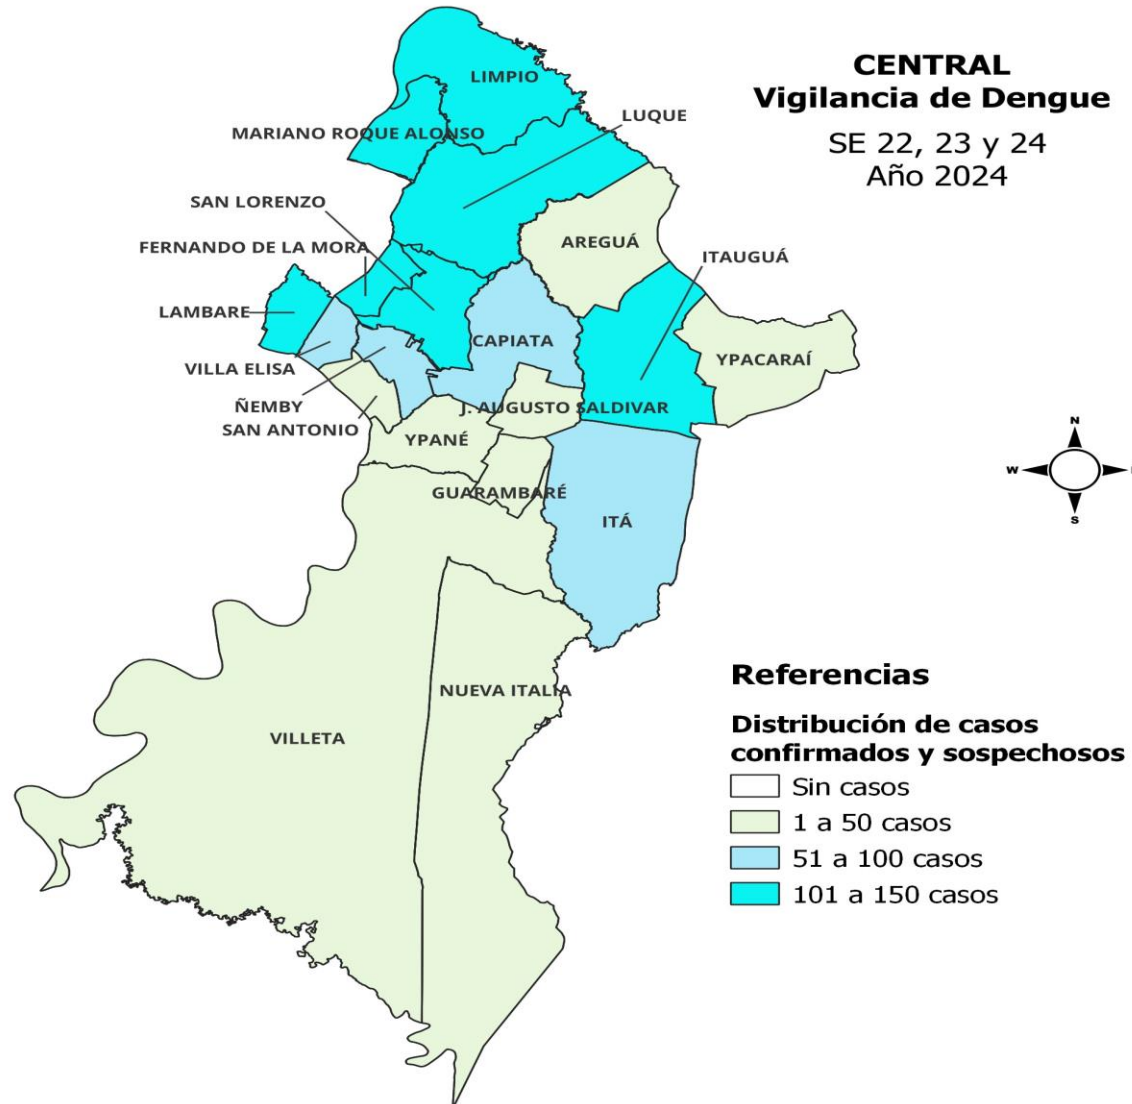 CENTRAL
Vigilancia de Dengue
SE 22, 23 y 24
Año 2024
LIMPIO
LUQUE
MARIANO ROQUE ALONSO
SAN LORENZO
AREGUÁ
FERNANDO DE LA MORA
ITAUGUÁ
LAMBARE
CAPIATA
YPACARAÍ
VILLA ELISA
ÑEMBY
J. AUGUSTO SALDIVAR
SAN ANTONIO
YPANÉ
GUARAMBARÉ
ITÁ
N
W
S
NUEVA ITALIA
VILLETA
Referencias
Distribución de casos
confirmados y sospechosos
Sin casos
1 a 50 casos
51 a 100 casos
101 a 150 casos